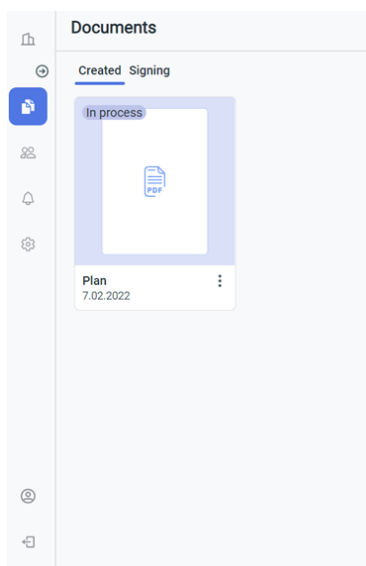 Documents
Created Signing
In process
PDF
Plan
7.02.2022